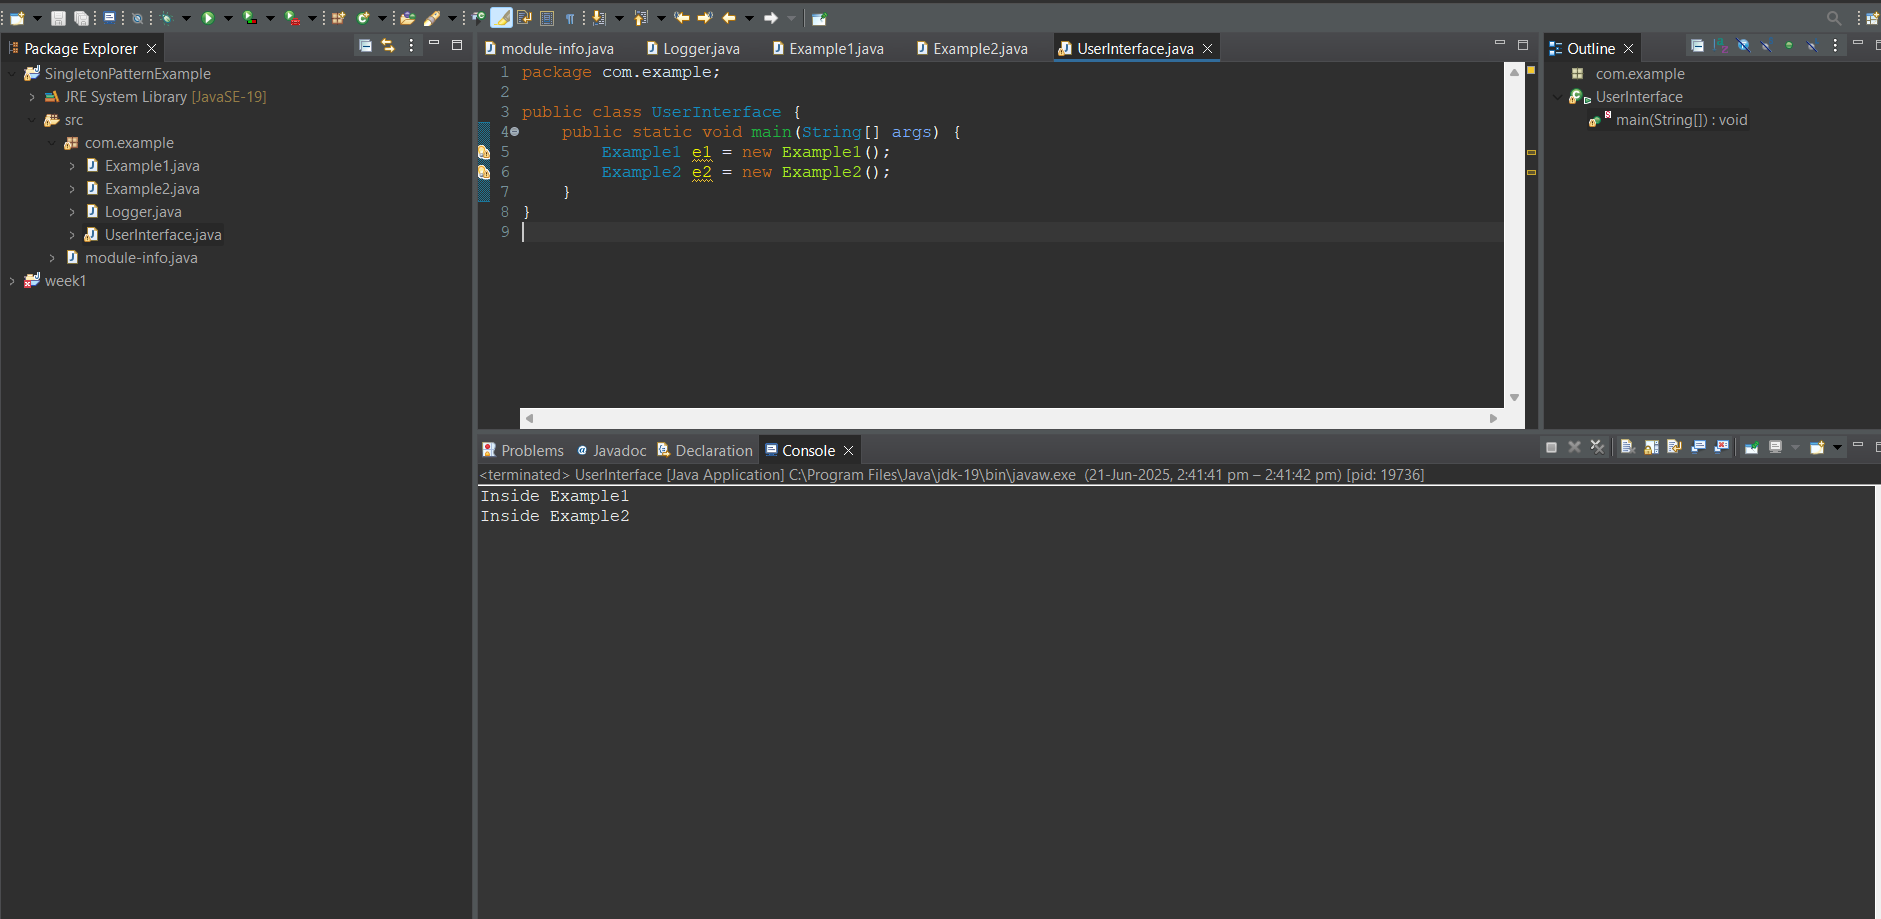 Package Explorer
SingletonPatternExample
JRE System Library [JavaSE-19]
src
com.example
Example1.java
Example2.java
Logger.java
UserInterface.java
module-info.java
week1
module-info.java Logger.java Example1.java Example2.java UserInterface.java
1 package com.example;
2
3 public class UserInterface {
4 public static void main(String[] args) {
5 Example1 e1 = new Example1();
6 Example2 e2 = new Example2();
7 }
8 }
9
Outline
com.example
UserInterface
main(String[]) : void
Problems Javadoc Declaration Console
<terminated> UserInterface [Java Application] C:\Program Files\Java\jdk-19\bin\javaw.exe (21-Jun-2025, 2:41:41 pm – 2:41:42 pm) [pid: 19736]
Inside Example1
Inside Example2